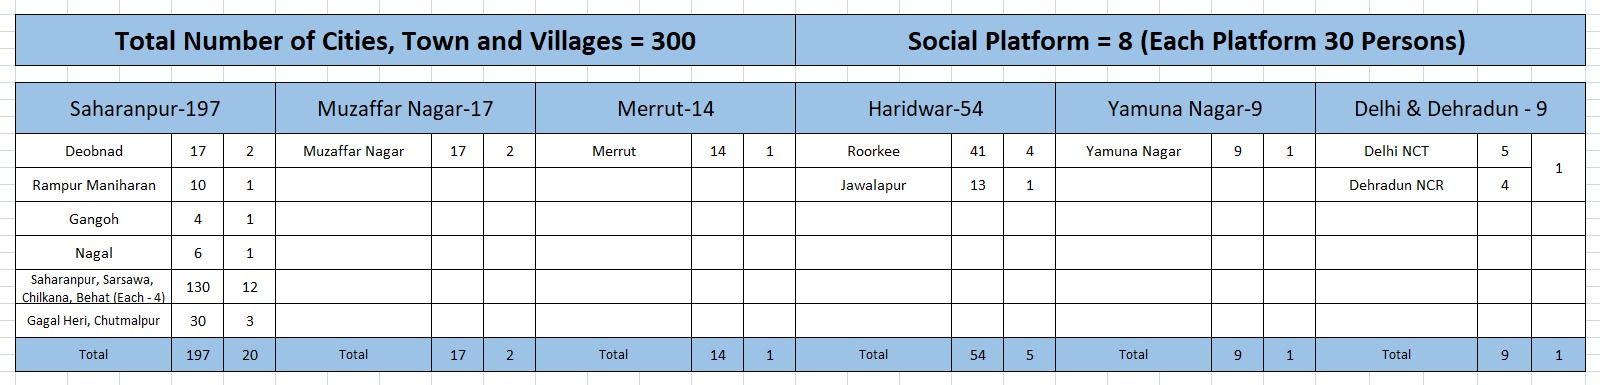 Total Number of Cities, Town and Villages = 300 Social Platform = 8 (Each Platform 30 Persons)
Saharanpur-197 Muzaffar Nagar-17 Merrut-14 Haridwar-54 Yamuna Nagar-9 Delhi & Dehradun - 9
Deobnad 17 2 Muzaffar Nagar 17 2 Merrut 14 1 Roorkee 41 4 Yamuna Nagar 9 1 Delhi NCT 5 1
Rampur Maniharan 10 1 Jawalapur 13 1 Dehradun NCR 4
Gangoh 4 1
Nagal 6 1
Saharanpur, Sarsawa,
Chilkana, Behat (Each - 4) 130 12
Gagal Heri, Chutmalpur 30 3
Total 197 20 Total 17 2 Total 14 1 Total 54 5 Total 9 1 Total 9 1